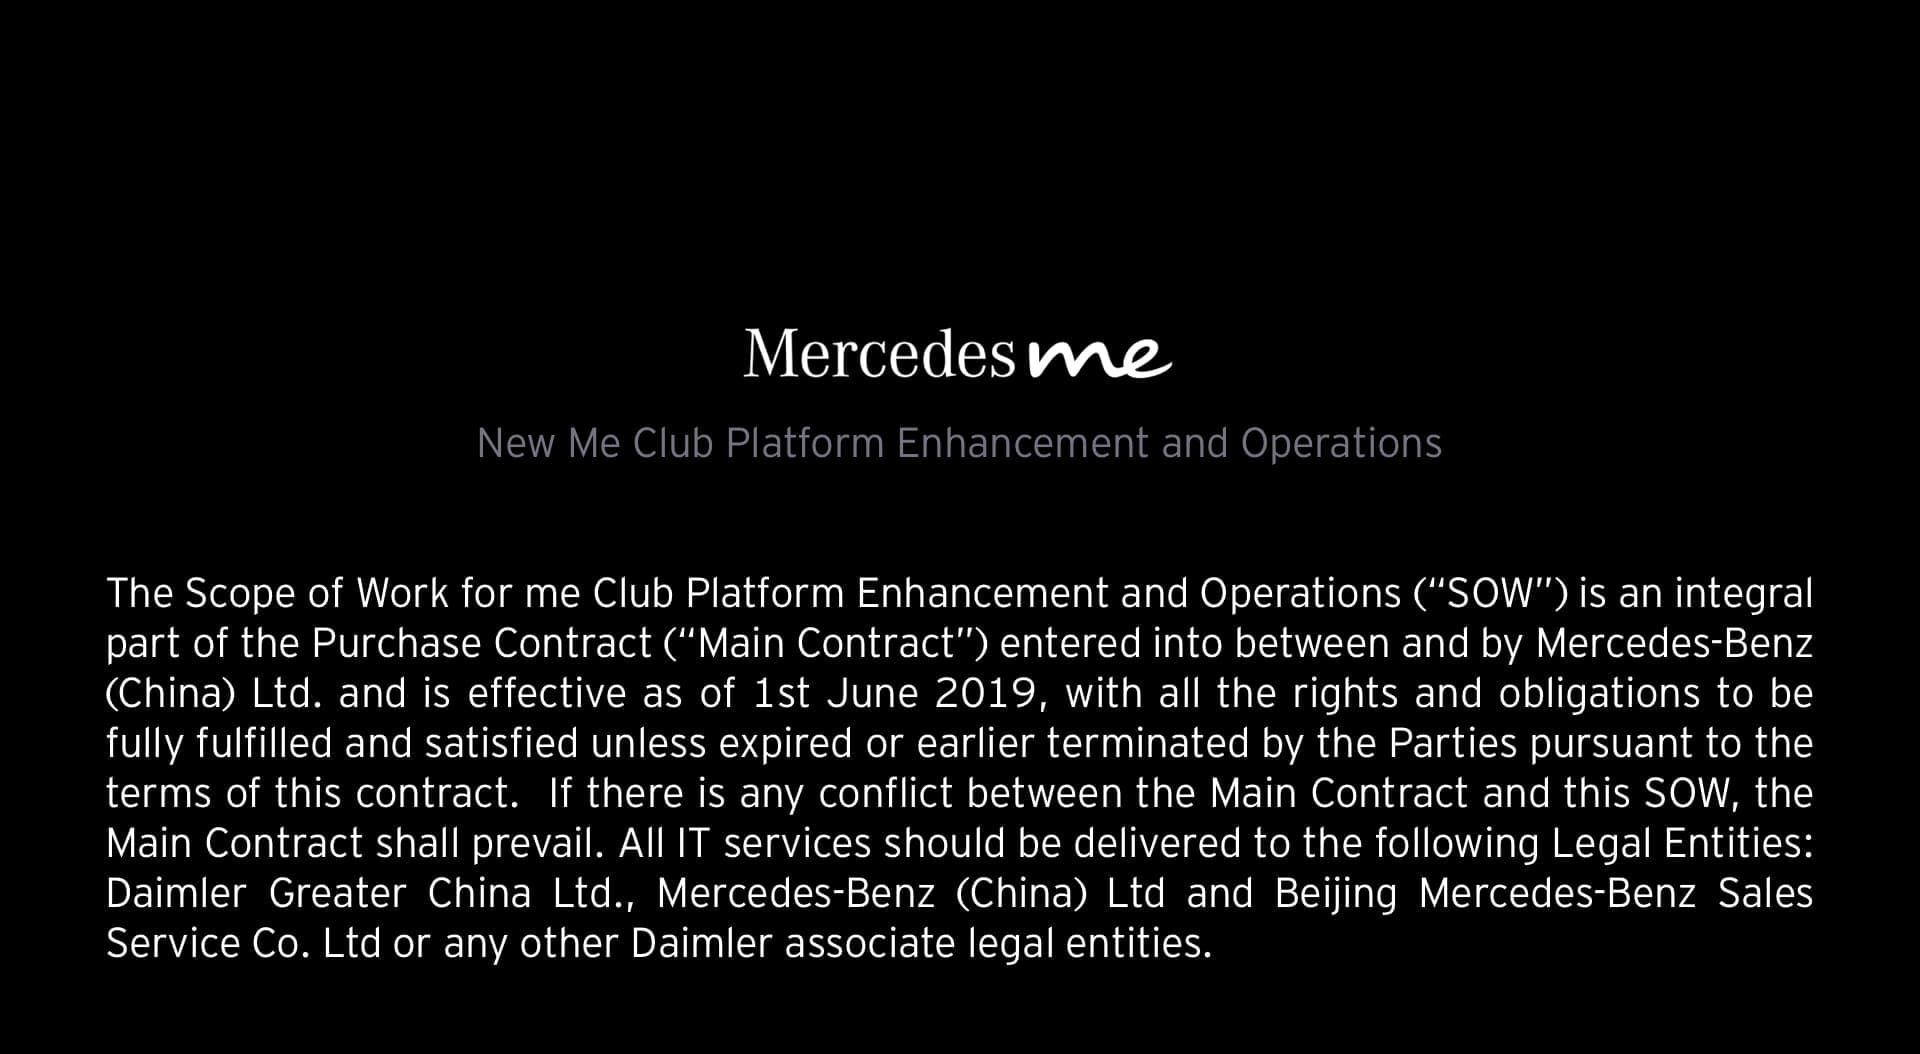 Mercedes me
New Me Club Platform Enhancement and Operations
The Scope of Work for me Club Platform Enhancement and Operations (“SOW”) is an integral
part of the Purchase Contract (“Main Contract”) entered into between and by Mercedes-Benz
(China) Ltd. and is effective as of 1st June 2019, with all the rights and obligations to be
fully fulfilled and satisfied unless expired or earlier terminated by the Parties pursuant to the
terms of this contract.  If there is any conflict between the Main Contract and this SOW, the
Main Contract shall prevail. All IT services should be delivered to the following Legal Entities:
Daimler Greater China Ltd., Mercedes-Benz (China) Ltd and Beijing Mercedes-Benz Sales
Service Co. Ltd or any other Daimler associate legal entities.